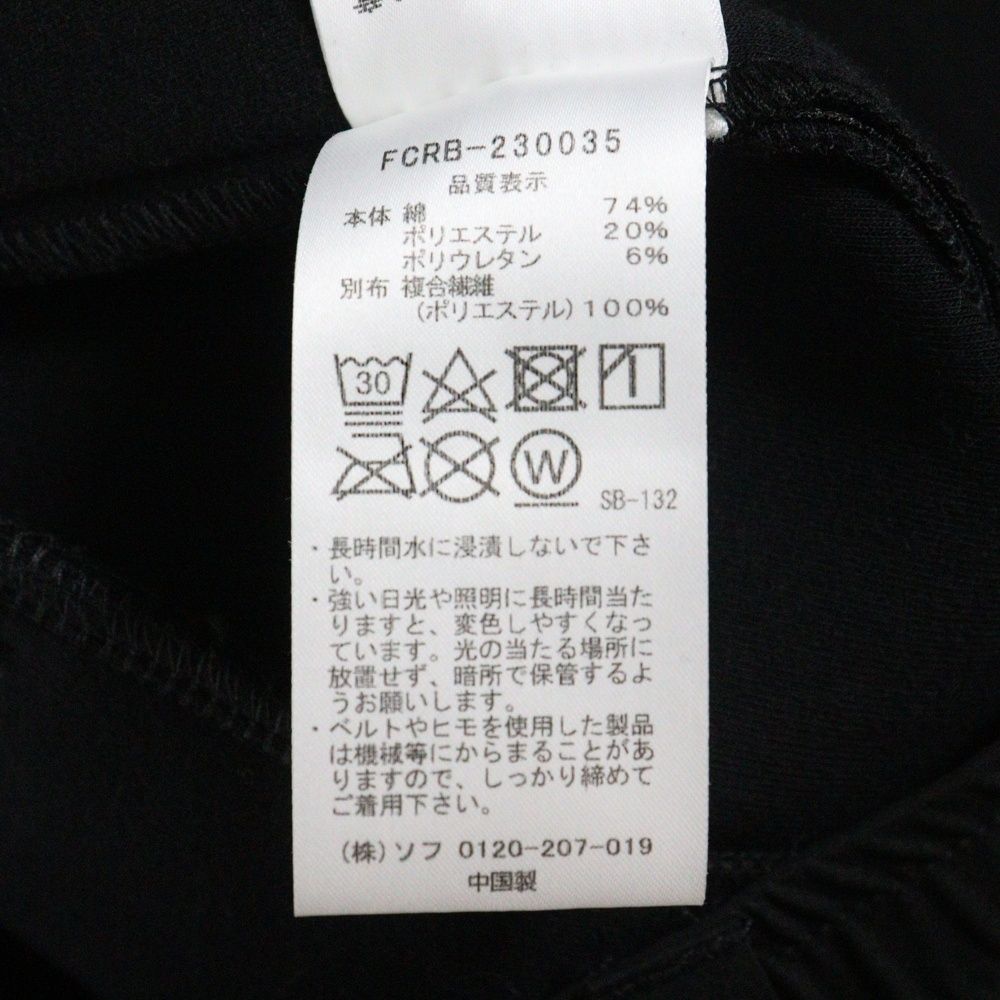 FCRB-230035
品質表示
本体 綿 74%
ポリエステル 20%
ポリウレタン 6%
別布 複合繊維
(ポリエステル) 100%
30
W
SB-132
・長時間水に浸漬しないで下さ
い。
・強い日光や照明に長時間当た
りますと、変色しやすくなっ
ています。光の当たる場所に
放置せず、暗所で保管するよ
うお願いします。
・ベルトやヒモを使用した製品
は機械等にからまることがあ
りますので、しっかり締めて
ご着用下さい。
(株)ソフ 0120-207-019
中国製